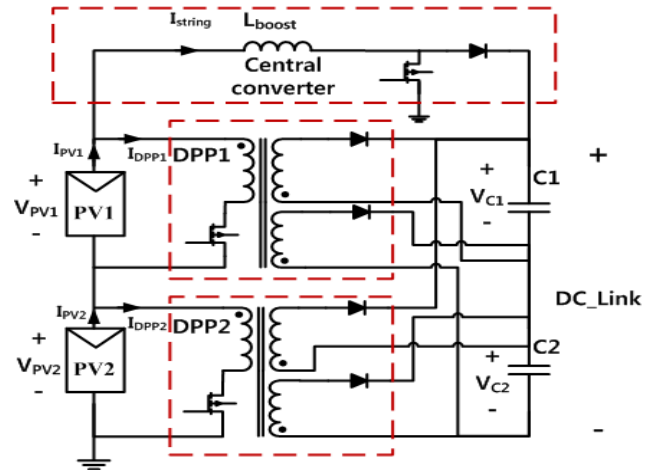 I_string L_boost
Central
converter
I_PV1
I_DPP1
DPP1
+
V_PV1
-
PV1
+
V_C1
-
C1
+
I_PV2
I_DPP2
DPP2
DC_Link
+
V_PV2
-
PV2
+
V_C2
-
C2
-